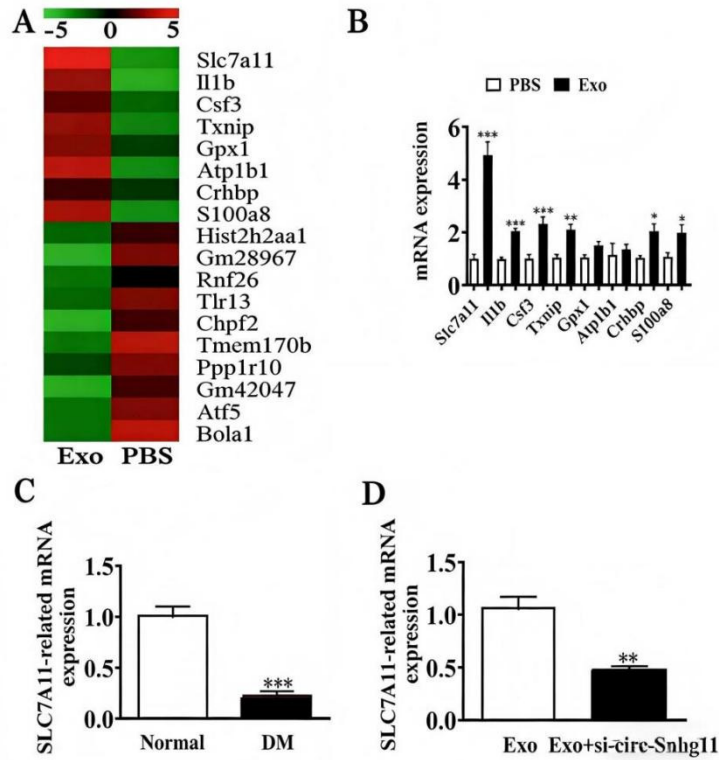 A
-5 0 5
Slc7a11
Il1b
Csf3
Txnip
Gpx1
Atp1b1
Crhbp
S100a8
Hist2h2aa1
Gm28967
Rnf26
Tlr13
Chpf2
Tmem170b
Ppp1r10
Gm42047
Atf5
Bola1
Exo PBS
B
PBS Exo
mRNA expression
6
4
2
0
*** *** *** ** * *
Slc7a11 Il1b Csf3 Txnip Gpx1 Atp1b1 Crhbp S100a8
C
SLC7A11-related mRNA
expression
1.5
1.0
0.5
0.0
***
Normal DM
D
SLC7A11-related mRNA
expression
1.5
1.0
0.5
0.0
**
Exo Exo+si-circ-Snhg11